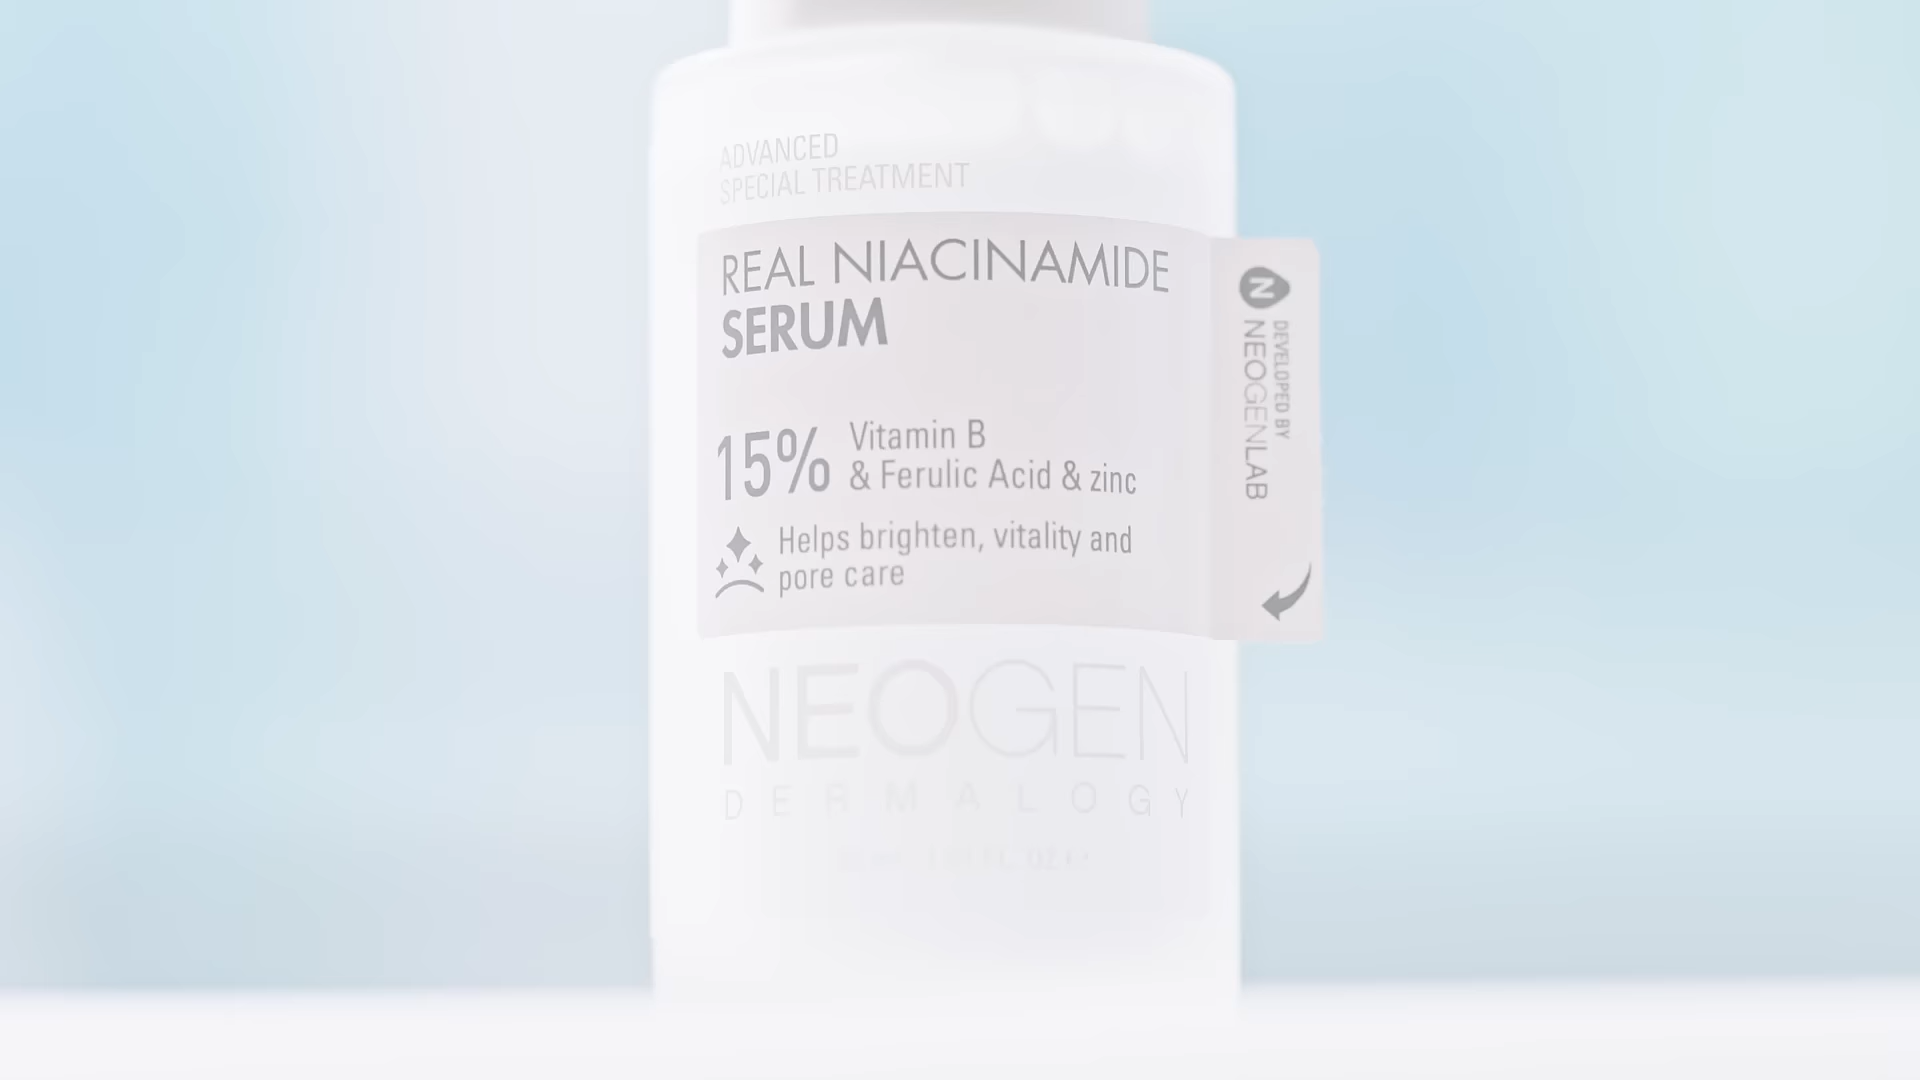 ADVANCED
SPECIAL TREATMENT
REAL NIACINAMIDE
SERUM
15% Vitamin B
& Ferulic Acid & zinc
Helps brighten, vitality and
pore care
NEOGEN
DERMALOGY
N
DEVELOPED BY
NEOGENLAB